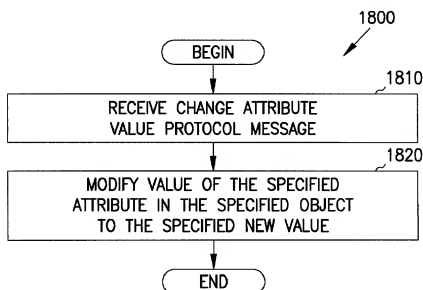 1800
BEGIN
1810
RECEIVE CHANGE ATTRIBUTE
VALUE PROTOCOL MESSAGE
1820
MODIFY VALUE OF THE SPECIFIED
ATTRIBUTE IN THE SPECIFIED OBJECT
TO THE SPECIFIED NEW VALUE
END